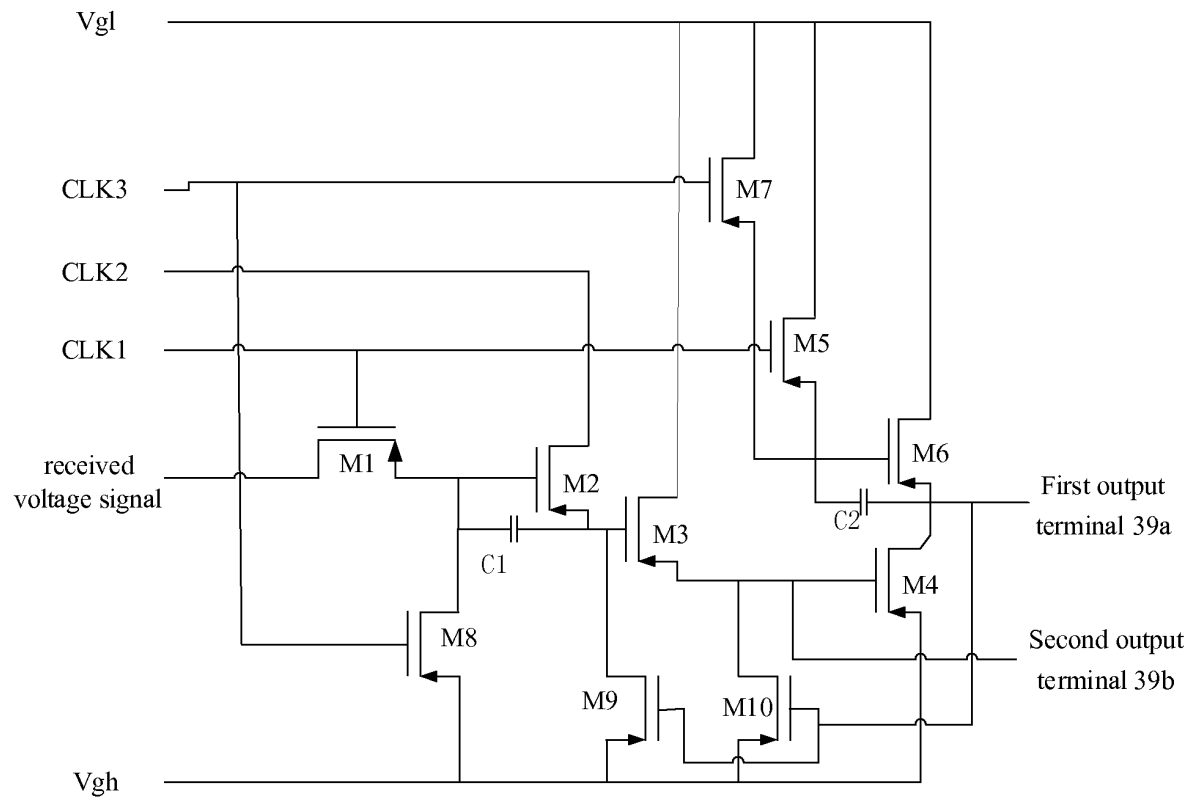 Vgl
CLK3
M7
CLK2
CLK1
M5
M1
M6
received
voltage signal
M2
First output
terminal 39a
C2
M3
C1
M4
M8
Second output
terminal 39b
M9
M10
Vgh